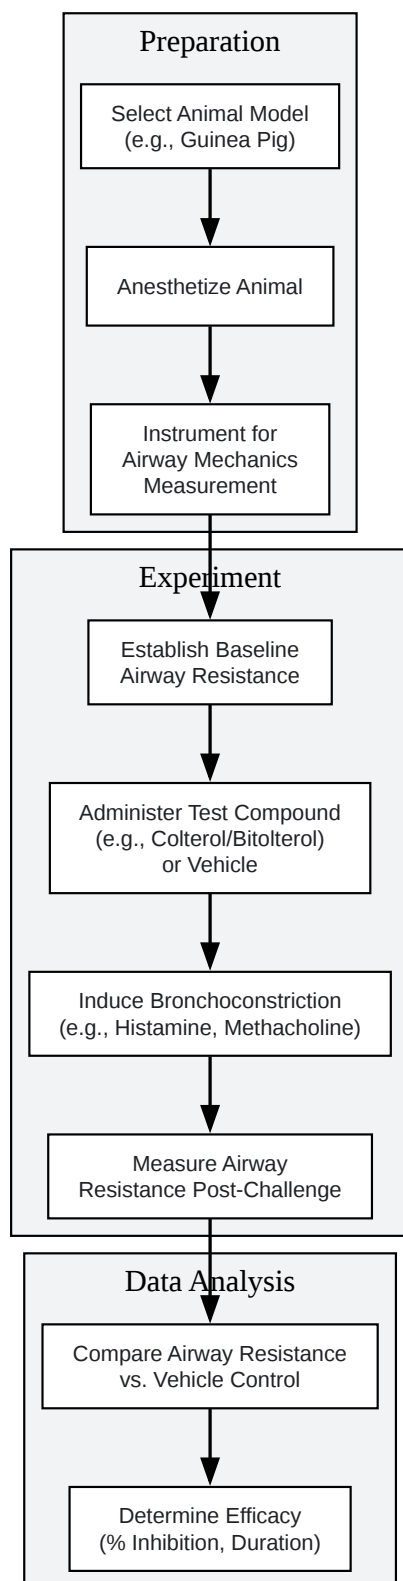 Preparation
Select Animal Model
(e.g., Guinea Pig)
Anesthetize Animal
Instrument for
Airway Mechanics
Measurement
Experiment
Establish Baseline
Airway Resistance
Administer Test Compound
(e.g., Colterol/Bitolterol)
or Vehicle
Induce Bronchoconstriction
(e.g., Histamine, Methacholine)
Measure Airway
Resistance Post-Challenge
Data Analysis
Compare Airway Resistance
vs. Vehicle Control
Determine Efficacy
(% Inhibition, Duration)